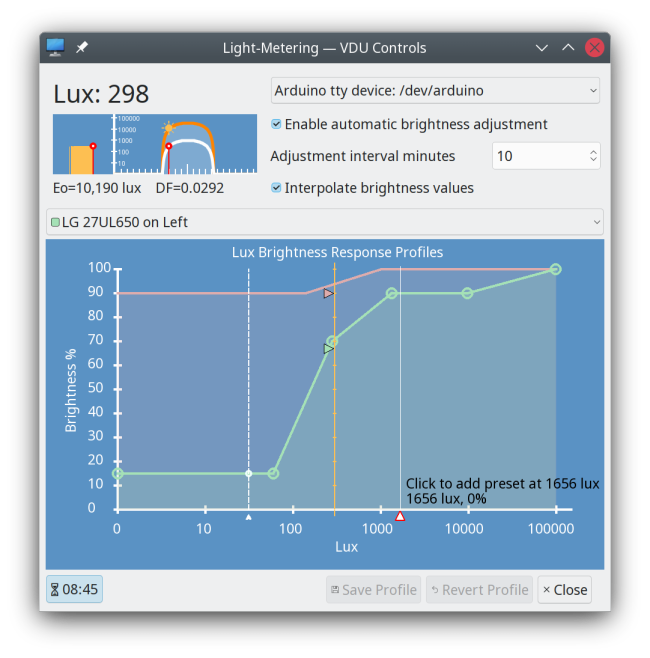 Light-Metering — VDU Controls
Lux: 298
Arduino tty device: /dev/arduino
100000
10000
1000
100
10
Enable automatic brightness adjustment
Adjustment interval minutes
10
Eo=10,190 lux DF=0.0292
Interpolate brightness values
LG 27UL650 on Left
Lux Brightness Response Profiles
100
90
80
70
60
50
40
30
20
10
0
Brightness %
Click to add preset at 1656 lux
1656 lux, 0%
0 10 100 1000 10000 100000
Lux
08:45
Save Profile
Revert Profile
Close